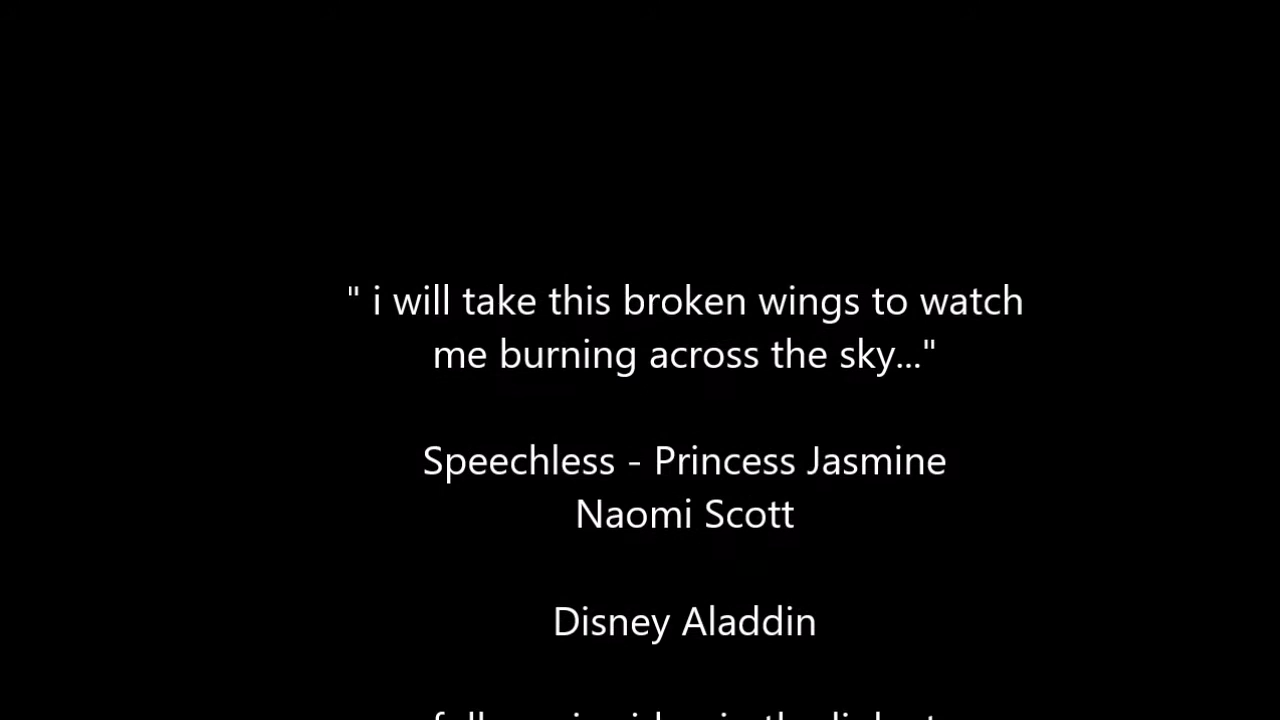 " i will take this broken wings to watch
me burning across the sky..."
Speechless - Princess Jasmine
Naomi Scott
Disney Aladdin